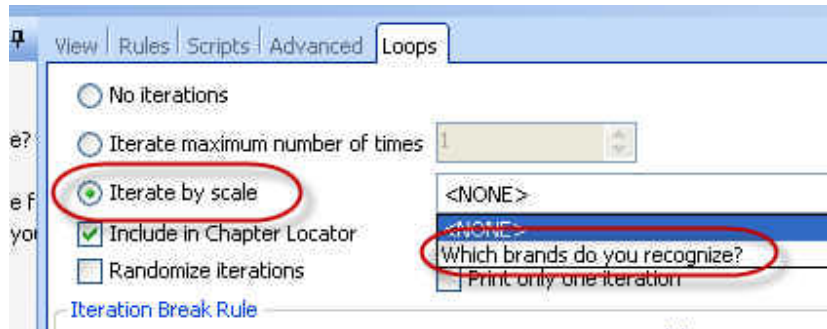 View Rules Scripts Advanced Loops
No iterations
e?
Iterate maximum number of times 1
Iterate by scale <NONE>
e f
<NONE>
you Include in Chapter Locator
Which brands do you recognize?
Randomize iterations
Print only one iteration
Iteration Break Rule